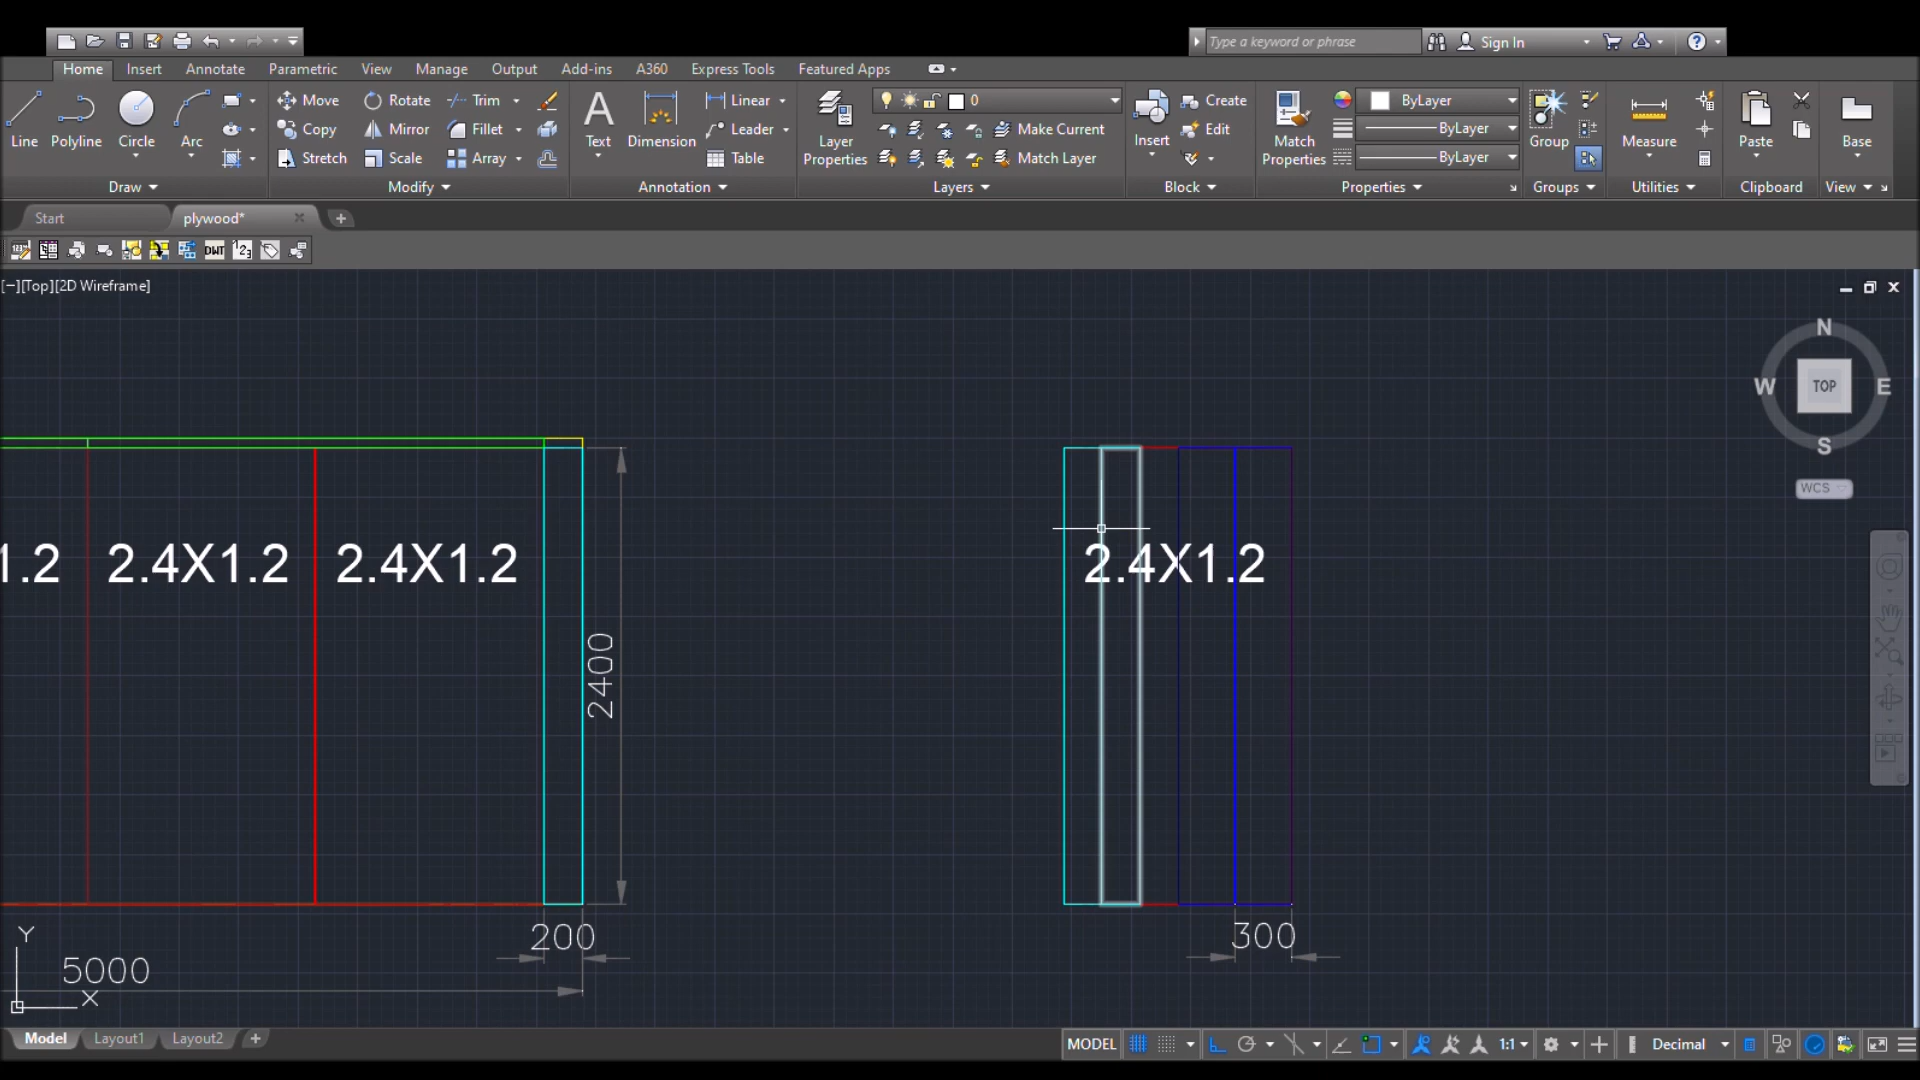 Type a keyword or phrase
Sign In
Home Insert Annotate Parametric View Manage Output Add-ins A360 Express Tools Featured Apps
Line Polyline Circle Arc
Move Rotate Trim
Copy Mirror Fillet
Stretch Scale Array
Text Dimension
Linear
Leader
Table
Layer Properties
0
Make Current
Match Layer
Insert
Create
Edit
Match Properties
ByLayer
ByLayer
ByLayer
Group
Measure
Paste
Base
Draw Modify Annotation Layers Block Properties Groups Utilities Clipboard View
Start plywood*
DWT
[−][Top][2D Wireframe]
N
W TOP E
S
WCS
1.2 2.4X1.2 2.4X1.2 2.4X1.2
2400
200 300
Y
5000
X
Model Layout1 Layout2
MODEL 1:1 Decimal